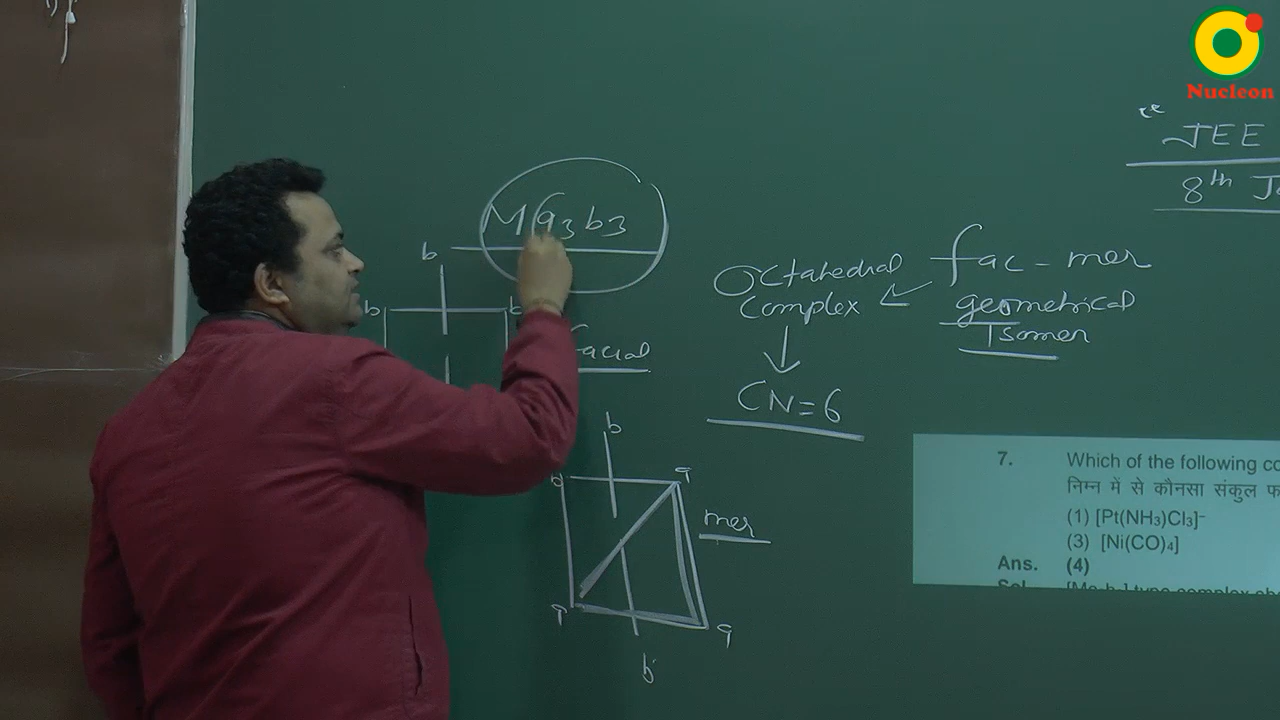 Nucleon
JEE
8th
Ma3b3
b
b
facial
Octahedral
Complex
fac - mer
geometrical
Isomer
CN=6
b
a
mer
b
7. Which of the following
निम्न में से कौनसा संकुल
(1) [Pt(NH₃)Cl₃]⁻
(3) [Ni(CO)₄]
Ans. (4)